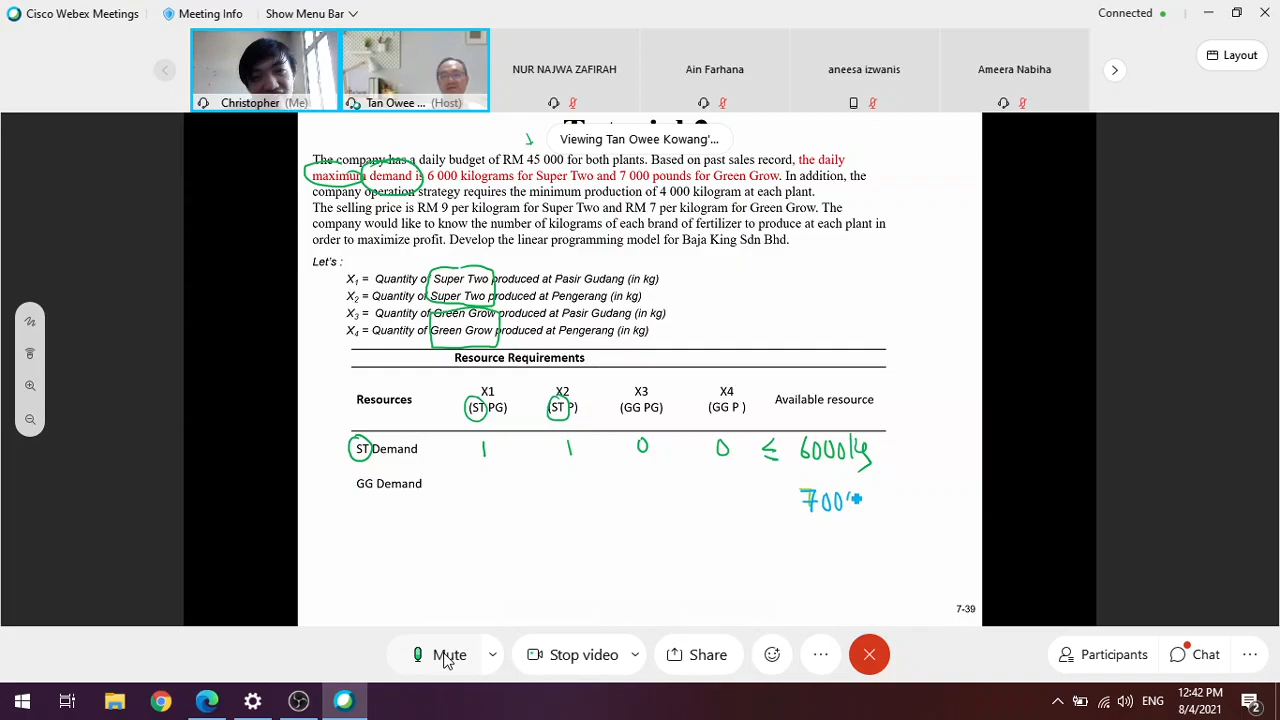 Cisco Webex Meetings Meeting Info Show Menu Bar Connected
Layout
NUR NAJWA ZAFIRAH Ain Farhana aneesa izwanis Ameera Nabiha
Christopher (Me) Tan Owee ... (Host)
Viewing Tan Owee Kowang'...
The company has a daily budget of RM 45 000 for both plants. Based on past sales record, the daily
maximum demand is 6 000 kilograms for Super Two and 7 000 pounds for Green Grow. In addition, the
company operation strategy requires the minimum production of 4 000 kilogram at each plant.
The selling price is RM 9 per kilogram for Super Two and RM 7 per kilogram for Green Grow. The
company would like to know the number of kilograms of each brand of fertilizer to produce at each plant in
order to maximize profit. Develop the linear programming model for Baja King Sdn Bhd.
Let's :
X1 = Quantity of Super Two produced at Pasir Gudang (in kg)
X2 = Quantity of Super Two produced at Pengerang (in kg)
X3 = Quantity of Green Grow produced at Pasir Gudang (in kg)
X4 = Quantity of Green Grow produced at Pengerang (in kg)
Resource Requirements
X1 X2 X3 X4
Resources Available resource
(ST PG) (ST P) (GG PG) (GG P )
ST Demand 1 1 0 0 ≤ 6000kg
GG Demand
700
7-39
Mute Stop video Share ... Participants Chat ...
ENG 12:42 PM
8/4/2021 2